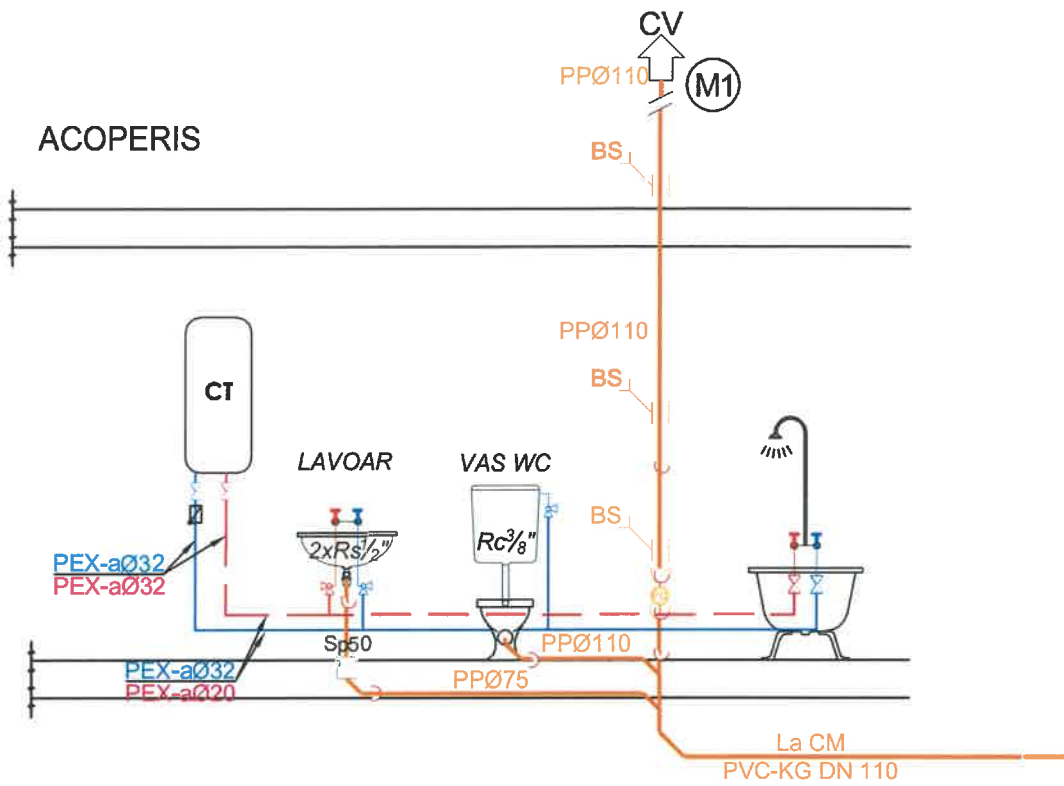 CV
PPØ110
M1
ACOPERIS
BS
PPØ110
BS
CT
LAVOAR
VAS WC
BS
2xRs1/2"
Rc3/8"
PEX-aØ32
PEX-aØ32
Sp50
PPØ110
PEX-aØ32
PEX-aØ20
PPØ75
La CM
PVC-KG DN 110